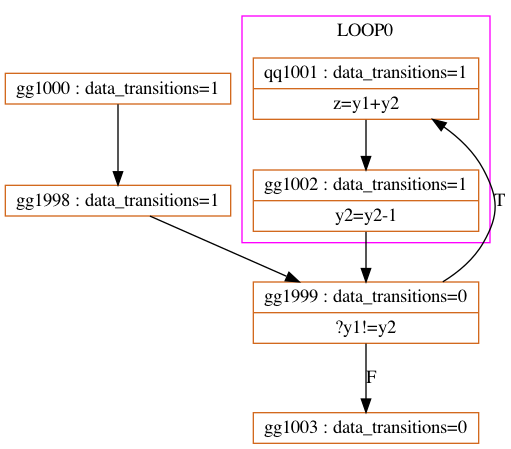 LOOP0
qq1001 : data_transitions=1
z=y1+y2
gg1000 : data_transitions=1
gg1002 : data_transitions=1
y2=y2-1
gg1998 : data_transitions=1
T
gg1999 : data_transitions=0
?y1!=y2
F
gg1003 : data_transitions=0